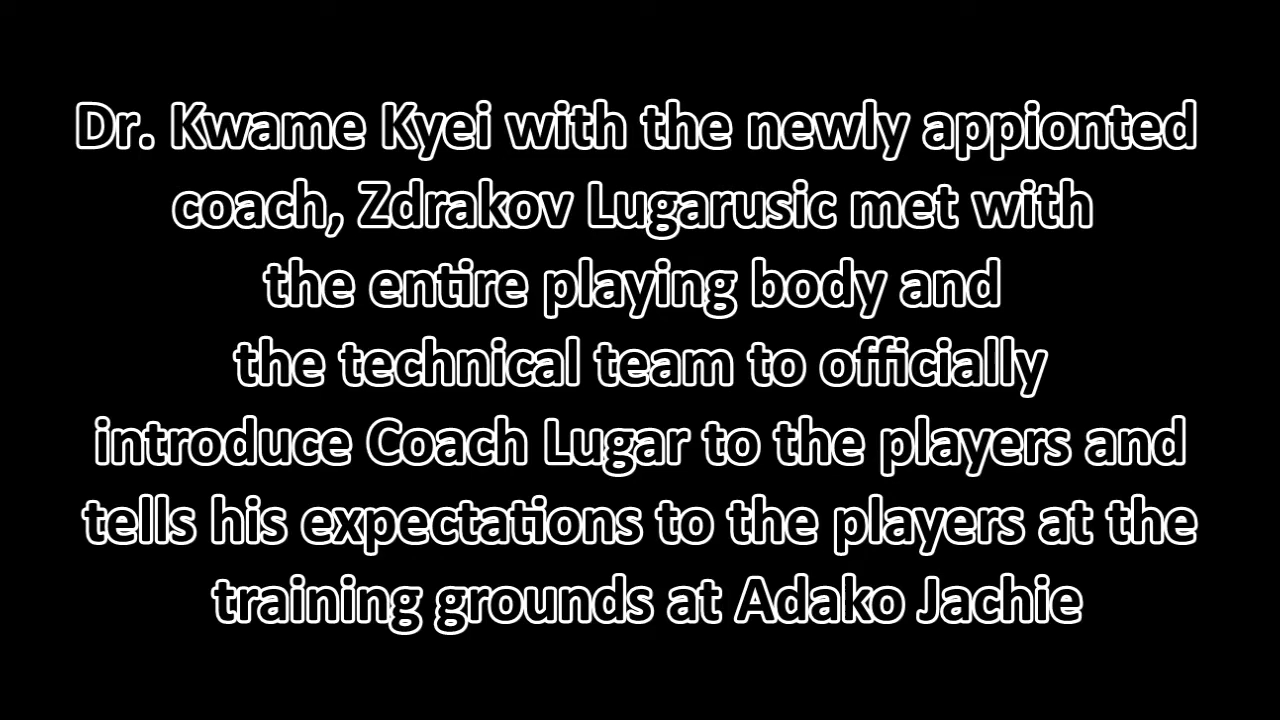 Dr. Kwame Kyei with the newly appionted
coach, Zdrakov Lugarusic met with
the entire playing body and
the technical team to officially
introduce Coach Lugar to the players and
tells his expectations to the players at the
training grounds at Adako Jachie